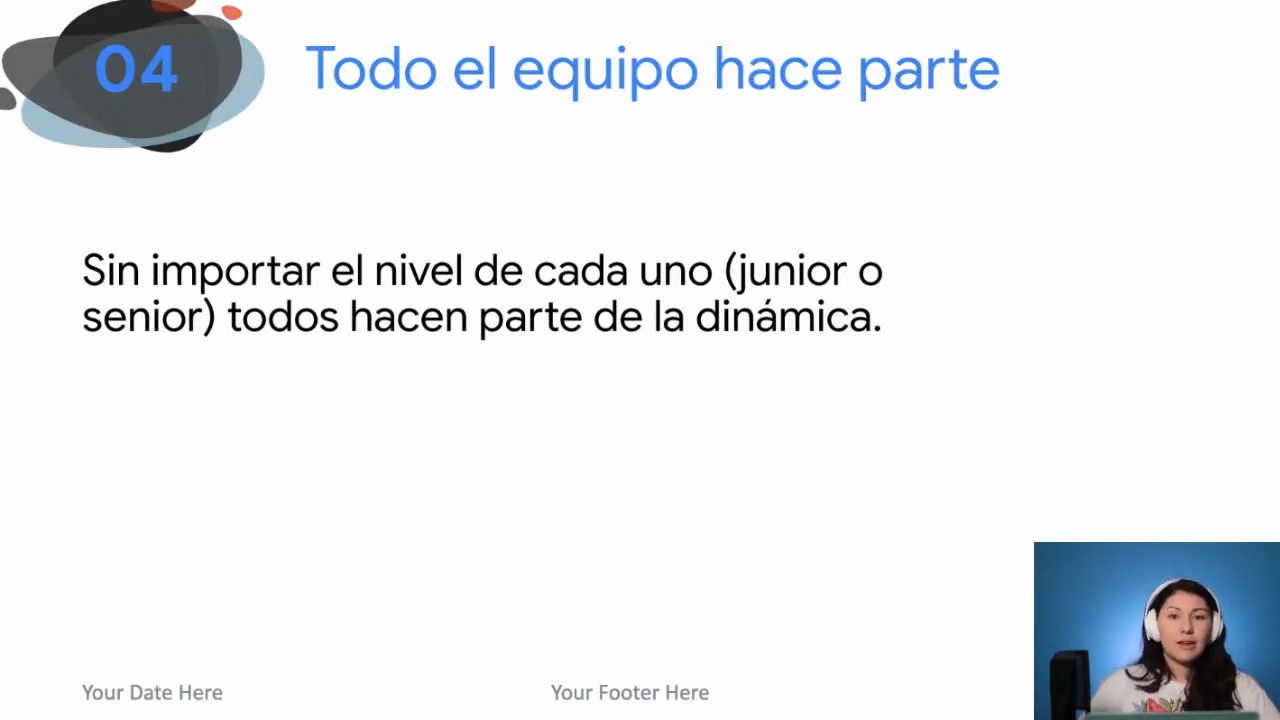 04
Todo el equipo hace parte
Sin importar el nivel de cada uno (junior o
senior) todos hacen parte de la dinámica.
Your Date Here
Your Footer Here